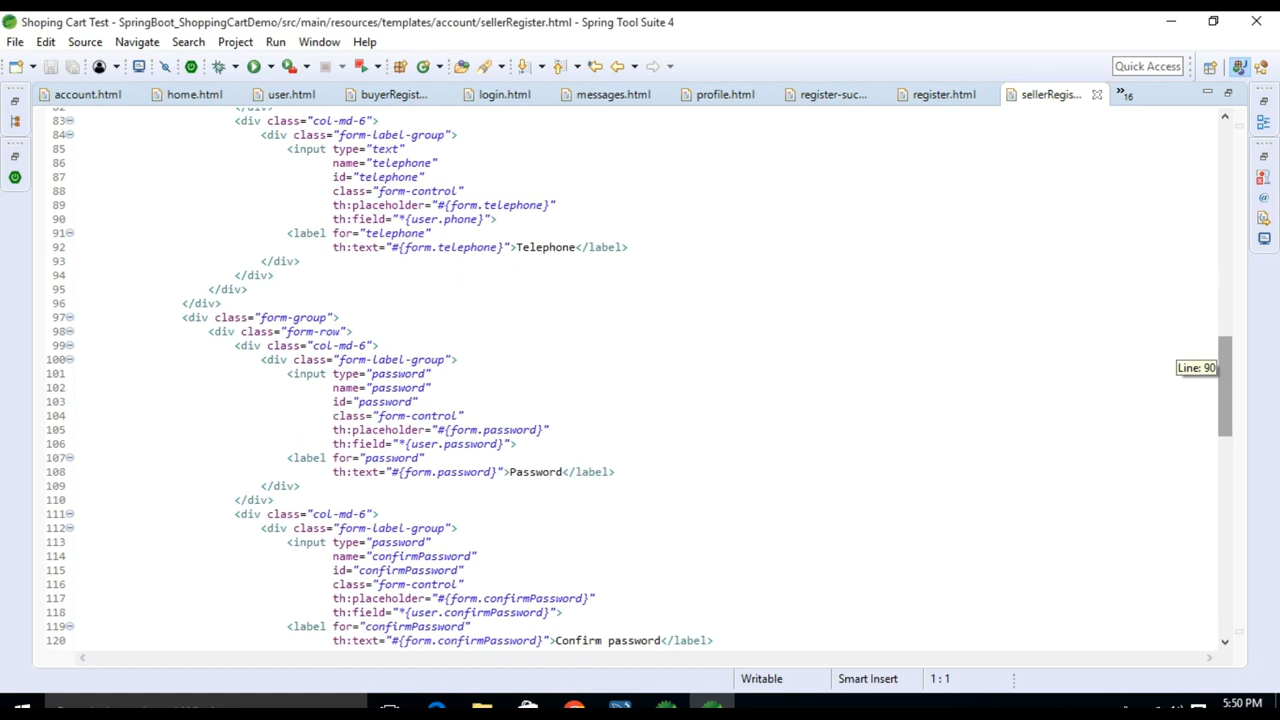 Shoping Cart Test - SpringBoot_ShoppingCartDemo/src/main/resources/templates/account/sellerRegister.html - Spring Tool Suite 4
File Edit Source Navigate Search Project Run Window Help
Quick Access
account.html home.html user.html buyerRegist... login.html messages.html profile.html register-suc... register.html sellerRegis... »16
83 <div class="col-md-6">
84 <div class="form-label-group">
85 <input type="text"
86 name="telephone"
87 id="telephone"
88 class="form-control"
89 th:placeholder="#{form.telephone}"
90 th:field="*{user.phone}">
91 <label for="telephone"
92 th:text="#{form.telephone}">Telephone</label>
93 </div>
94 </div>
95 </div>
96 </div>
97 <div class="form-group">
98 <div class="form-row">
99 <div class="col-md-6">
100 <div class="form-label-group">
101 <input type="password"
102 name="password"
103 id="password"
104 class="form-control"
105 th:placeholder="#{form.password}"
106 th:field="*{user.password}">
107 <label for="password"
108 th:text="#{form.password}">Password</label>
109 </div>
110 </div>
111 <div class="col-md-6">
112 <div class="form-label-group">
113 <input type="password"
114 name="confirmPassword"
115 id="confirmPassword"
116 class="form-control"
117 th:placeholder="#{form.confirmPassword}"
118 th:field="*{user.confirmPassword}">
119 <label for="confirmPassword"
120 th:text="#{form.confirmPassword}">Confirm password</label>
Line: 90
Writable Smart Insert 1 : 1
5:50 PM